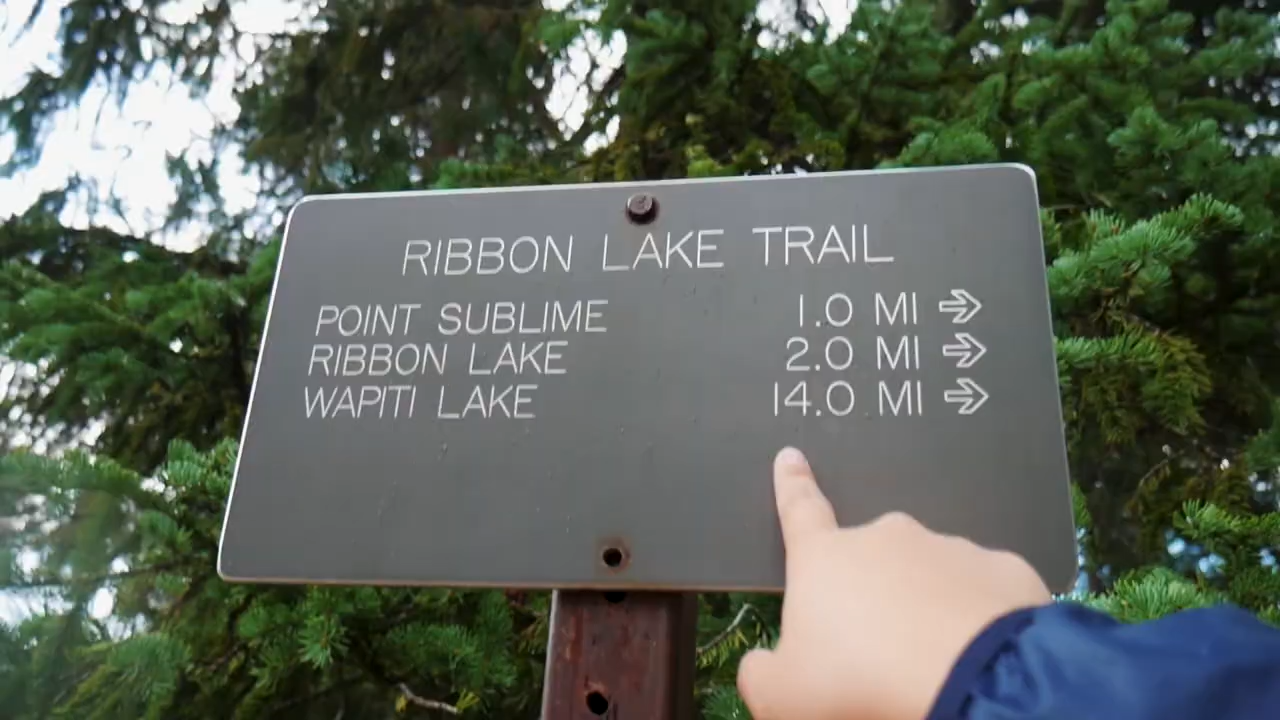 RIBBON LAKE TRAIL
POINT SUBLIME 1.0 MI
RIBBON LAKE 2.0 MI
WAPITI LAKE 14.0 MI